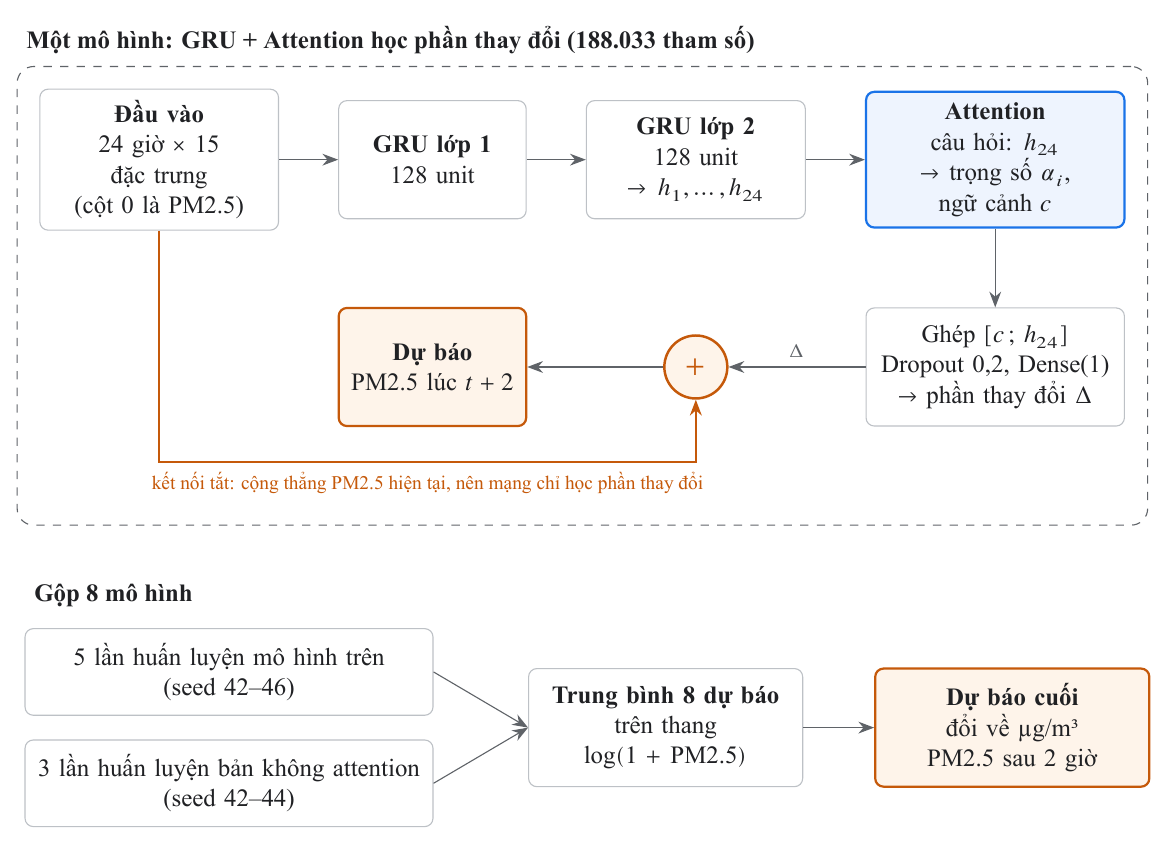 Một mô hình: GRU + Attention học phần thay đổi (188.033 tham số)
Đầu vào
24 giờ × 15
đặc trưng
(cột 0 là PM2.5)
GRU lớp 1
128 unit
GRU lớp 2
128 unit
→ h₁, … , h₂₄
Attention
câu hỏi: h₂₄
→ trọng số αᵢ,
ngữ cảnh c
Ghép [c ; h₂₄]
Dropout 0,2, Dense(1)
→ phần thay đổi Δ
Δ
+
Dự báo
PM2.5 lúc t + 2
kết nối tắt: cộng thẳng PM2.5 hiện tại, nên mạng chỉ học phần thay đổi
Gộp 8 mô hình
5 lần huấn luyện mô hình trên
(seed 42–46)
3 lần huấn luyện bản không attention
(seed 42–44)
Trung bình 8 dự báo
trên thang
log(1 + PM2.5)
Dự báo cuối
đổi về µg/m³
PM2.5 sau 2 giờ